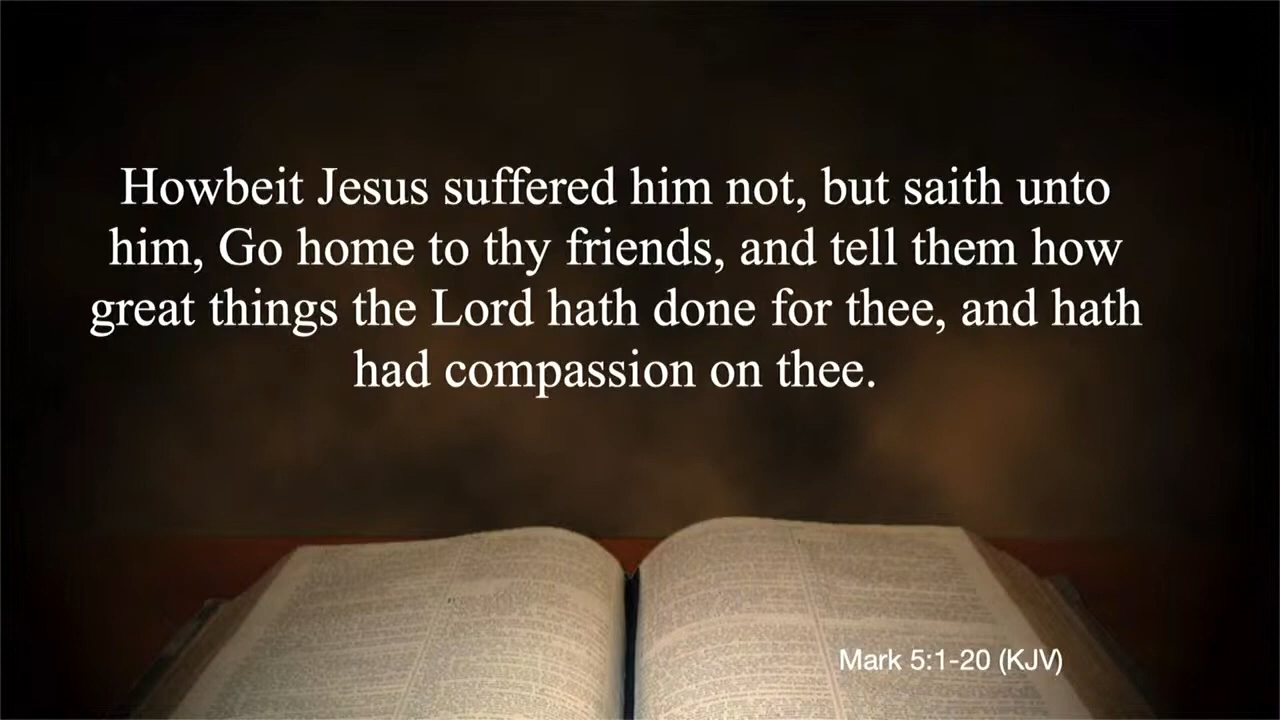 Howbeit Jesus suffered him not, but saith unto
him, Go home to thy friends, and tell them how
great things the Lord hath done for thee, and hath
had compassion on thee.
Mark 5:1-20 (KJV)